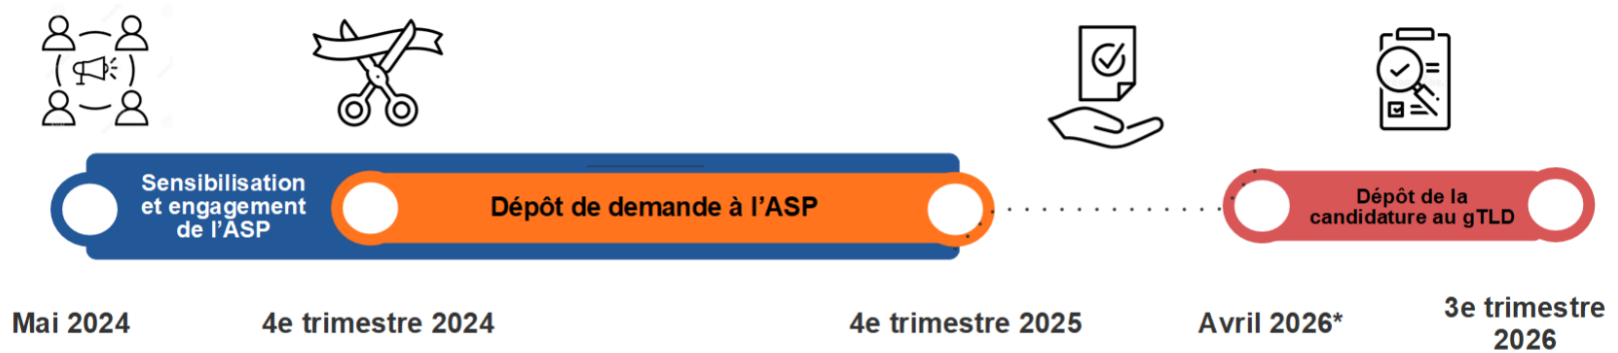 Sensibilisation
et engagement
de l’ASP
Dépôt de demande à l’ASP
Dépôt de la
candidature au gTLD
Mai 2024
4e trimestre 2024
4e trimestre 2025
Avril 2026*
3e trimestre
2026